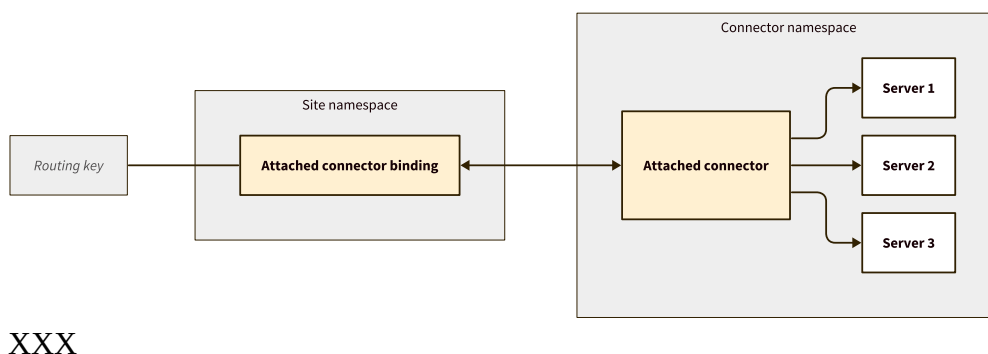 Connector namespace
Server 1
Site namespace
Routing key
Attached connector binding
Attached connector
Server 2
Server 3
XXX